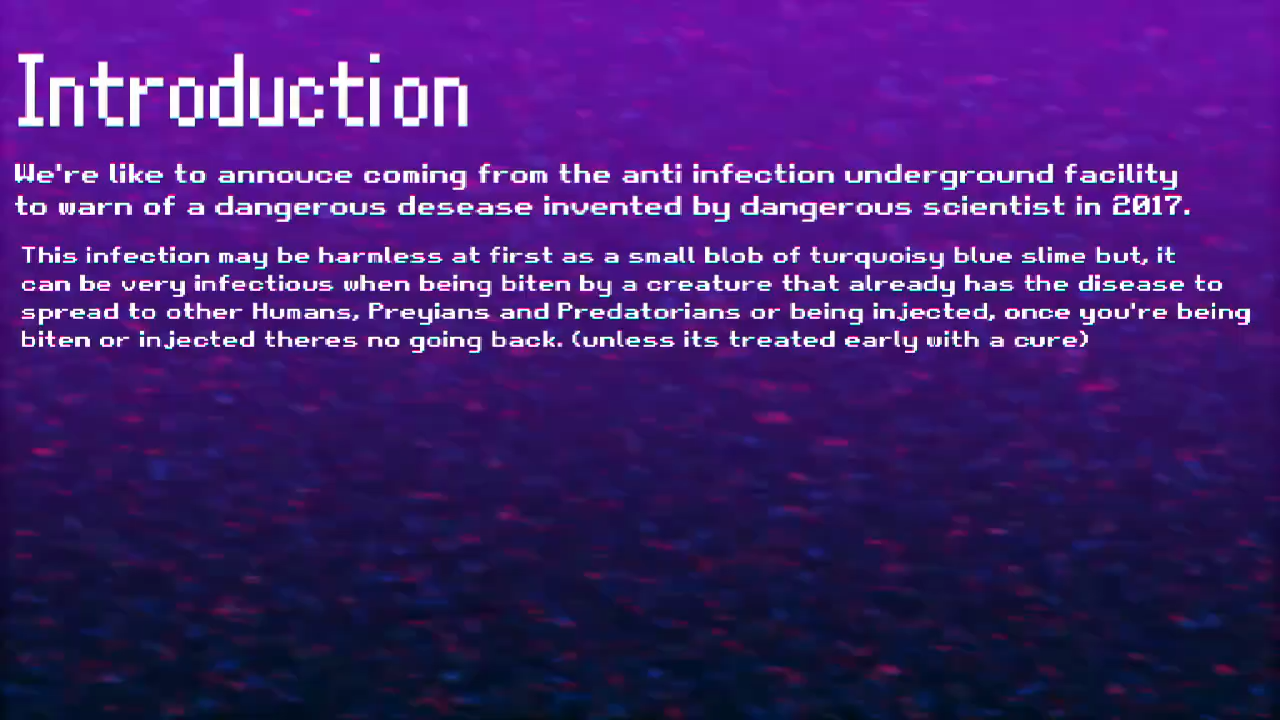 Introduction
We're like to annouce coming from the anti infection underground facility
to warn of a dangerous desease invented by dangerous scientist in 2017.
This infection may be harmless at first as a small blob of turquoisy blue slime but, it
can be very infectious when being biten by a creature that already has the disease to
spread to other Humans, Preyians and Predatorians or being injected, once you're being
biten or injected theres no going back. (unless its treated early with a cure)